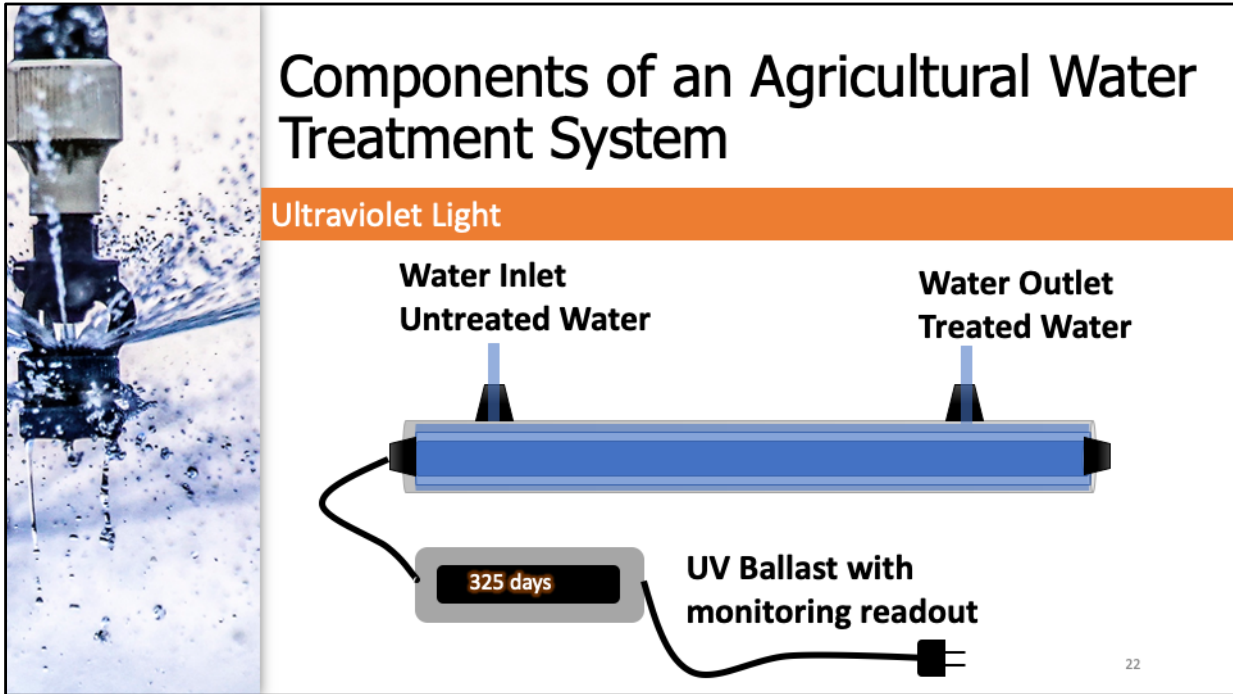 Components of an Agricultural Water
Treatment System
Ultraviolet Light
Water Inlet
Untreated Water
Water Outlet
Treated Water
325 days
UV Ballast with
monitoring readout
22